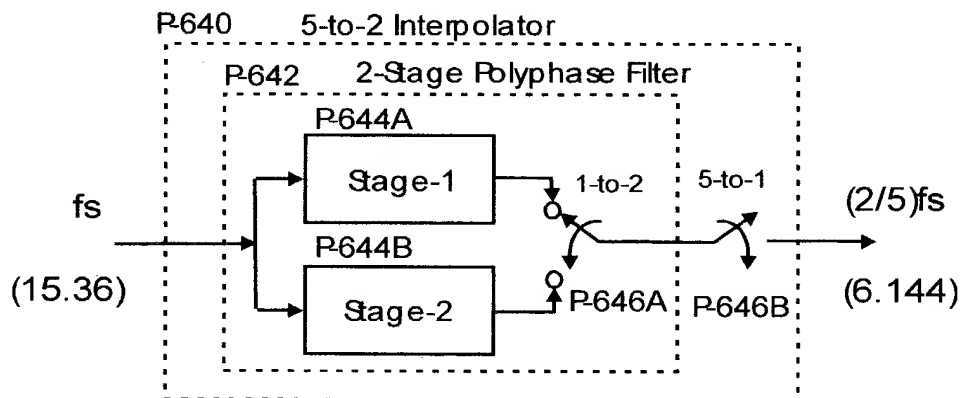 P-640 5-to-2 Interpolator
P-642 2-Stage Polyphase Filter
P-644A
Stage-1
1-to-2
5-to-1
fs
(2/5)fs
P-644B
(15.36)
Stage-2
P-646A
P-646B
(6.144)